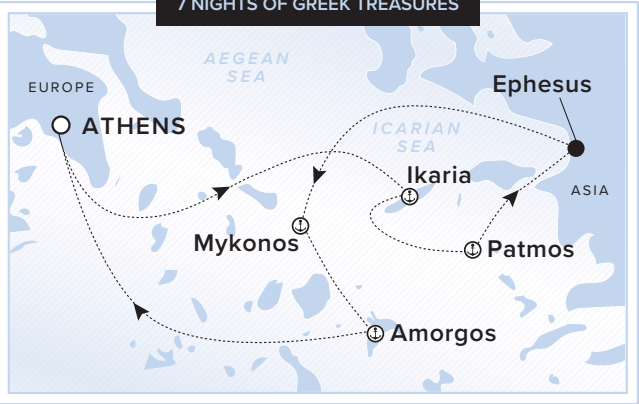 7 NIGHTS OF GREEK TREASURES
AEGEAN
SEA
EUROPE
Ephesus
ATHENS
ICARIAN
SEA
Ikaria
ASIA
Mykonos
Patmos
Amorgos